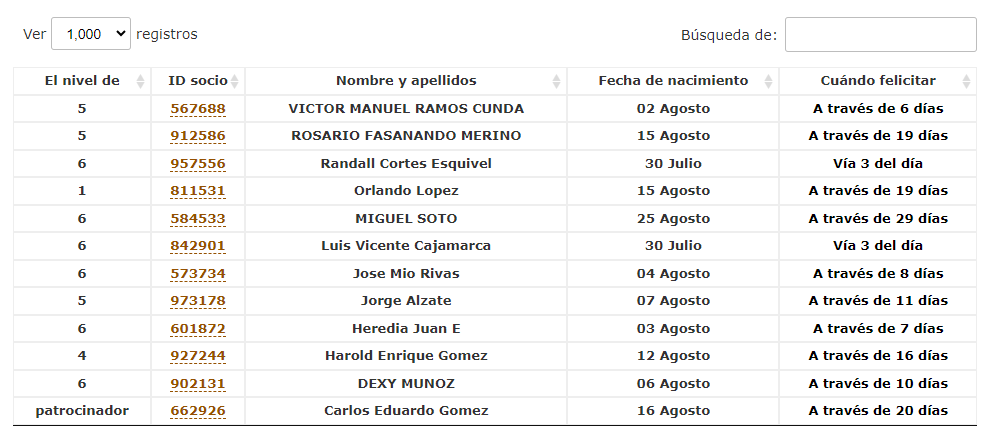 Ver 1,000 registros Búsqueda de:
El nivel de ID socio Nombre y apellidos Fecha de nacimiento Cuándo felicitar
5 567688 VICTOR MANUEL RAMOS CUNDA 02 Agosto A través de 6 días
5 912586 ROSARIO FASANANDO MERINO 15 Agosto A través de 19 días
6 957556 Randall Cortes Esquivel 30 Julio Vía 3 del día
1 811531 Orlando Lopez 15 Agosto A través de 19 días
6 584533 MIGUEL SOTO 25 Agosto A través de 29 días
6 842901 Luis Vicente Cajamarca 30 Julio Vía 3 del día
6 573734 Jose Mio Rivas 04 Agosto A través de 8 días
5 973178 Jorge Alzate 07 Agosto A través de 11 días
6 601872 Heredia Juan E 03 Agosto A través de 7 días
4 927244 Harold Enrique Gomez 12 Agosto A través de 16 días
6 902131 DEXY MUNOZ 06 Agosto A través de 10 días
patrocinador 662926 Carlos Eduardo Gomez 16 Agosto A través de 20 días